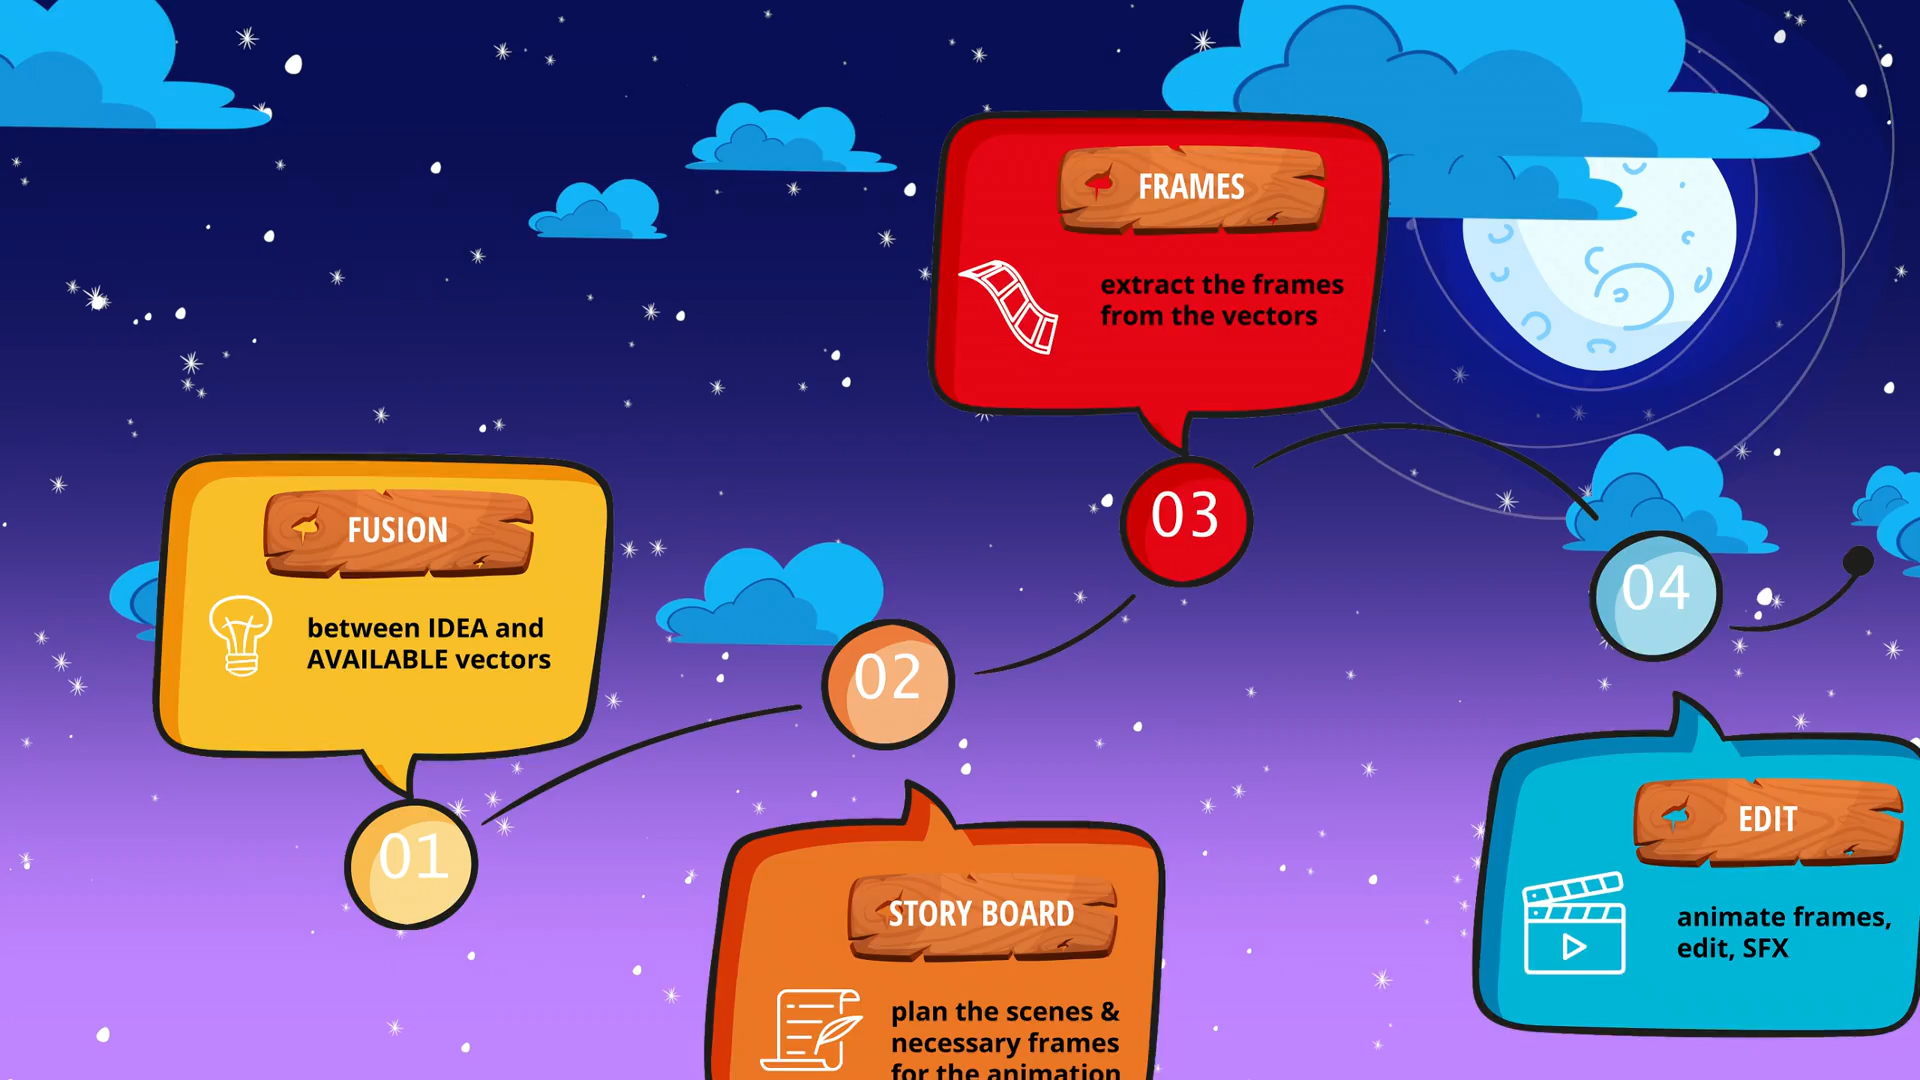 FUSION
between IDEA and
AVAILABLE vectors
01
02
STORY BOARD
plan the scenes &
necessary frames
for the animation
FRAMES
extract the frames
from the vectors
03
04
EDIT
animate frames,
edit, SFX